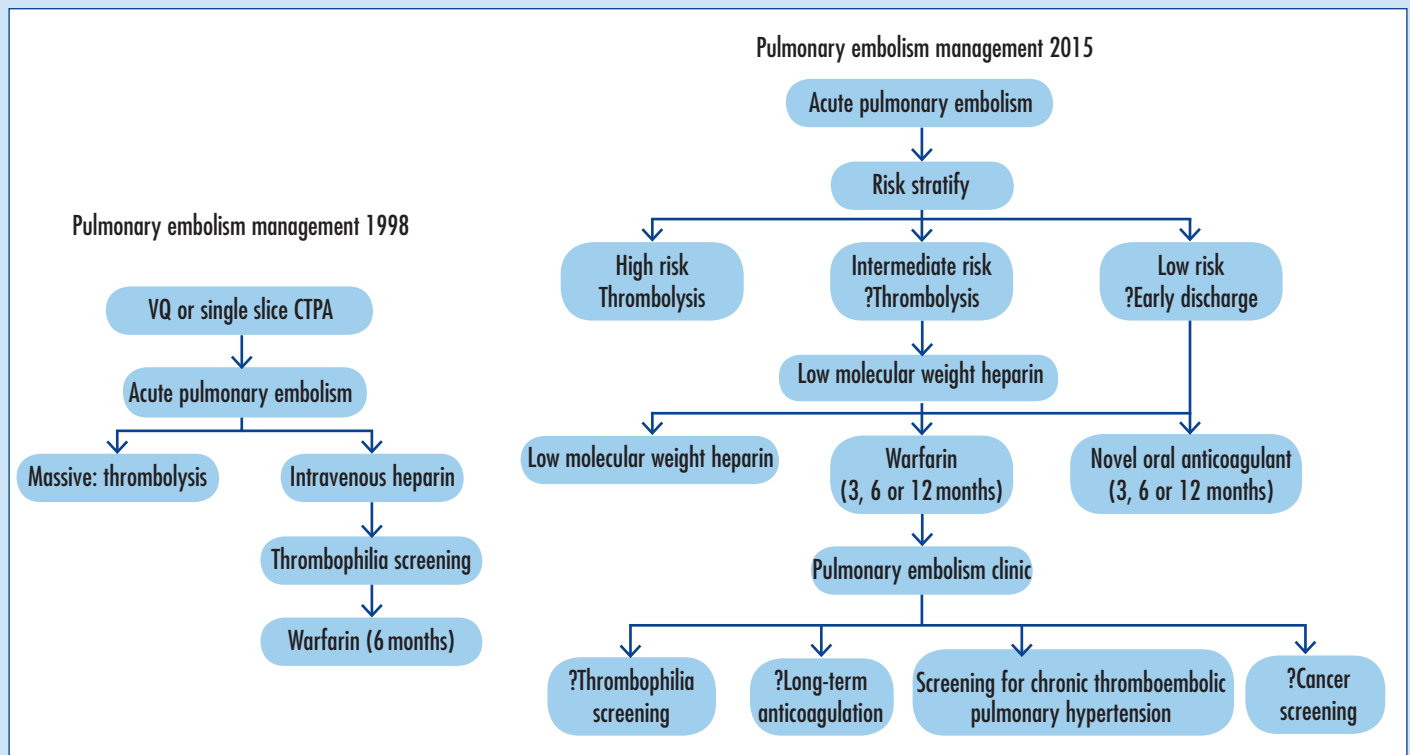 Pulmonary embolism management 1998
VQ or single slice CTPA
Acute pulmonary embolism
Massive: thrombolysis
Intravenous heparin
Thrombophilia screening
Warfarin (6 months)
Pulmonary embolism management 2015
Acute pulmonary embolism
Risk stratify
High risk
Thrombolysis
Intermediate risk
?Thrombolysis
Low risk
?Early discharge
Low molecular weight heparin
Low molecular weight heparin
Warfarin
(3, 6 or 12 months)
Novel oral anticoagulant
(3, 6 or 12 months)
Pulmonary embolism clinic
?Thrombophilia
screening
?Long-term
anticoagulation
Screening for chronic thromboembolic
pulmonary hypertension
?Cancer
screening